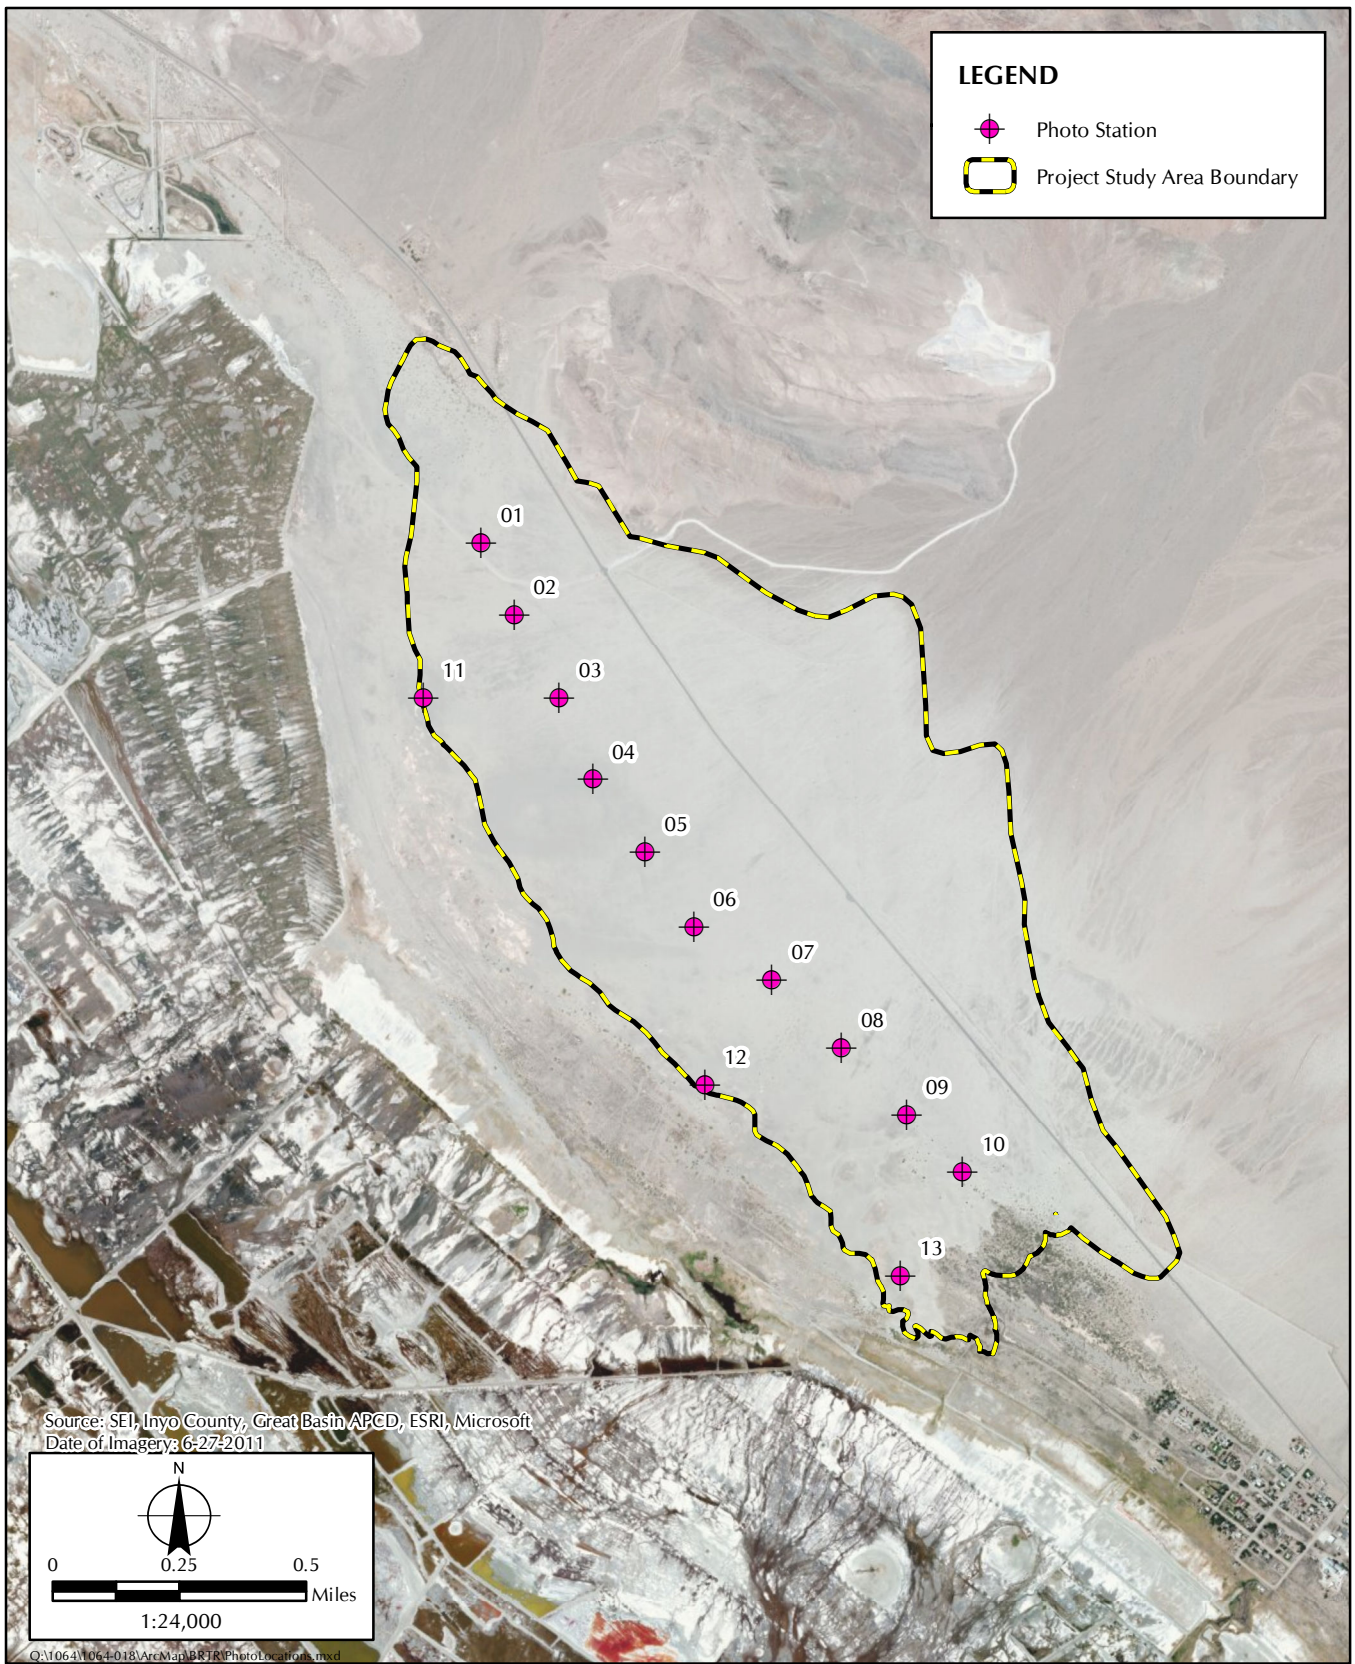 LEGEND
Photo Station
Project Study Area Boundary
01
02
11
03
04
05
06
07
08
12
09
10
13
Source: SEI, Inyo County, Great Basin APCD, ESRI, Microsoft
Date of Imagery: 6-27-2011
N
0 0.25 0.5
Miles
1:24,000
Q:\1064\1064-018\ArcMap\BRTR\PhotoLocations.mxd